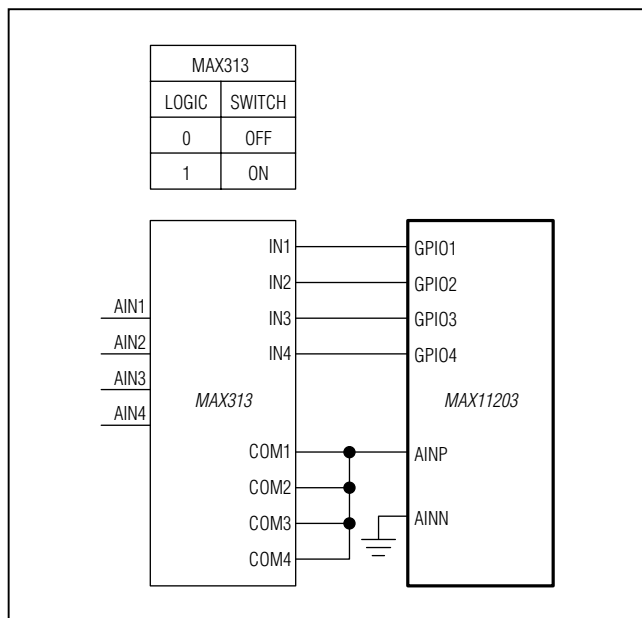 MAX313
LOGIC SWITCH
0 OFF
1 ON
IN1
IN2
IN3
IN4
AIN1
AIN2
AIN3
AIN4
MAX313
COM1
COM2
COM3
COM4
GPIO1
GPIO2
GPIO3
GPIO4
MAX11203
AINP
AINN